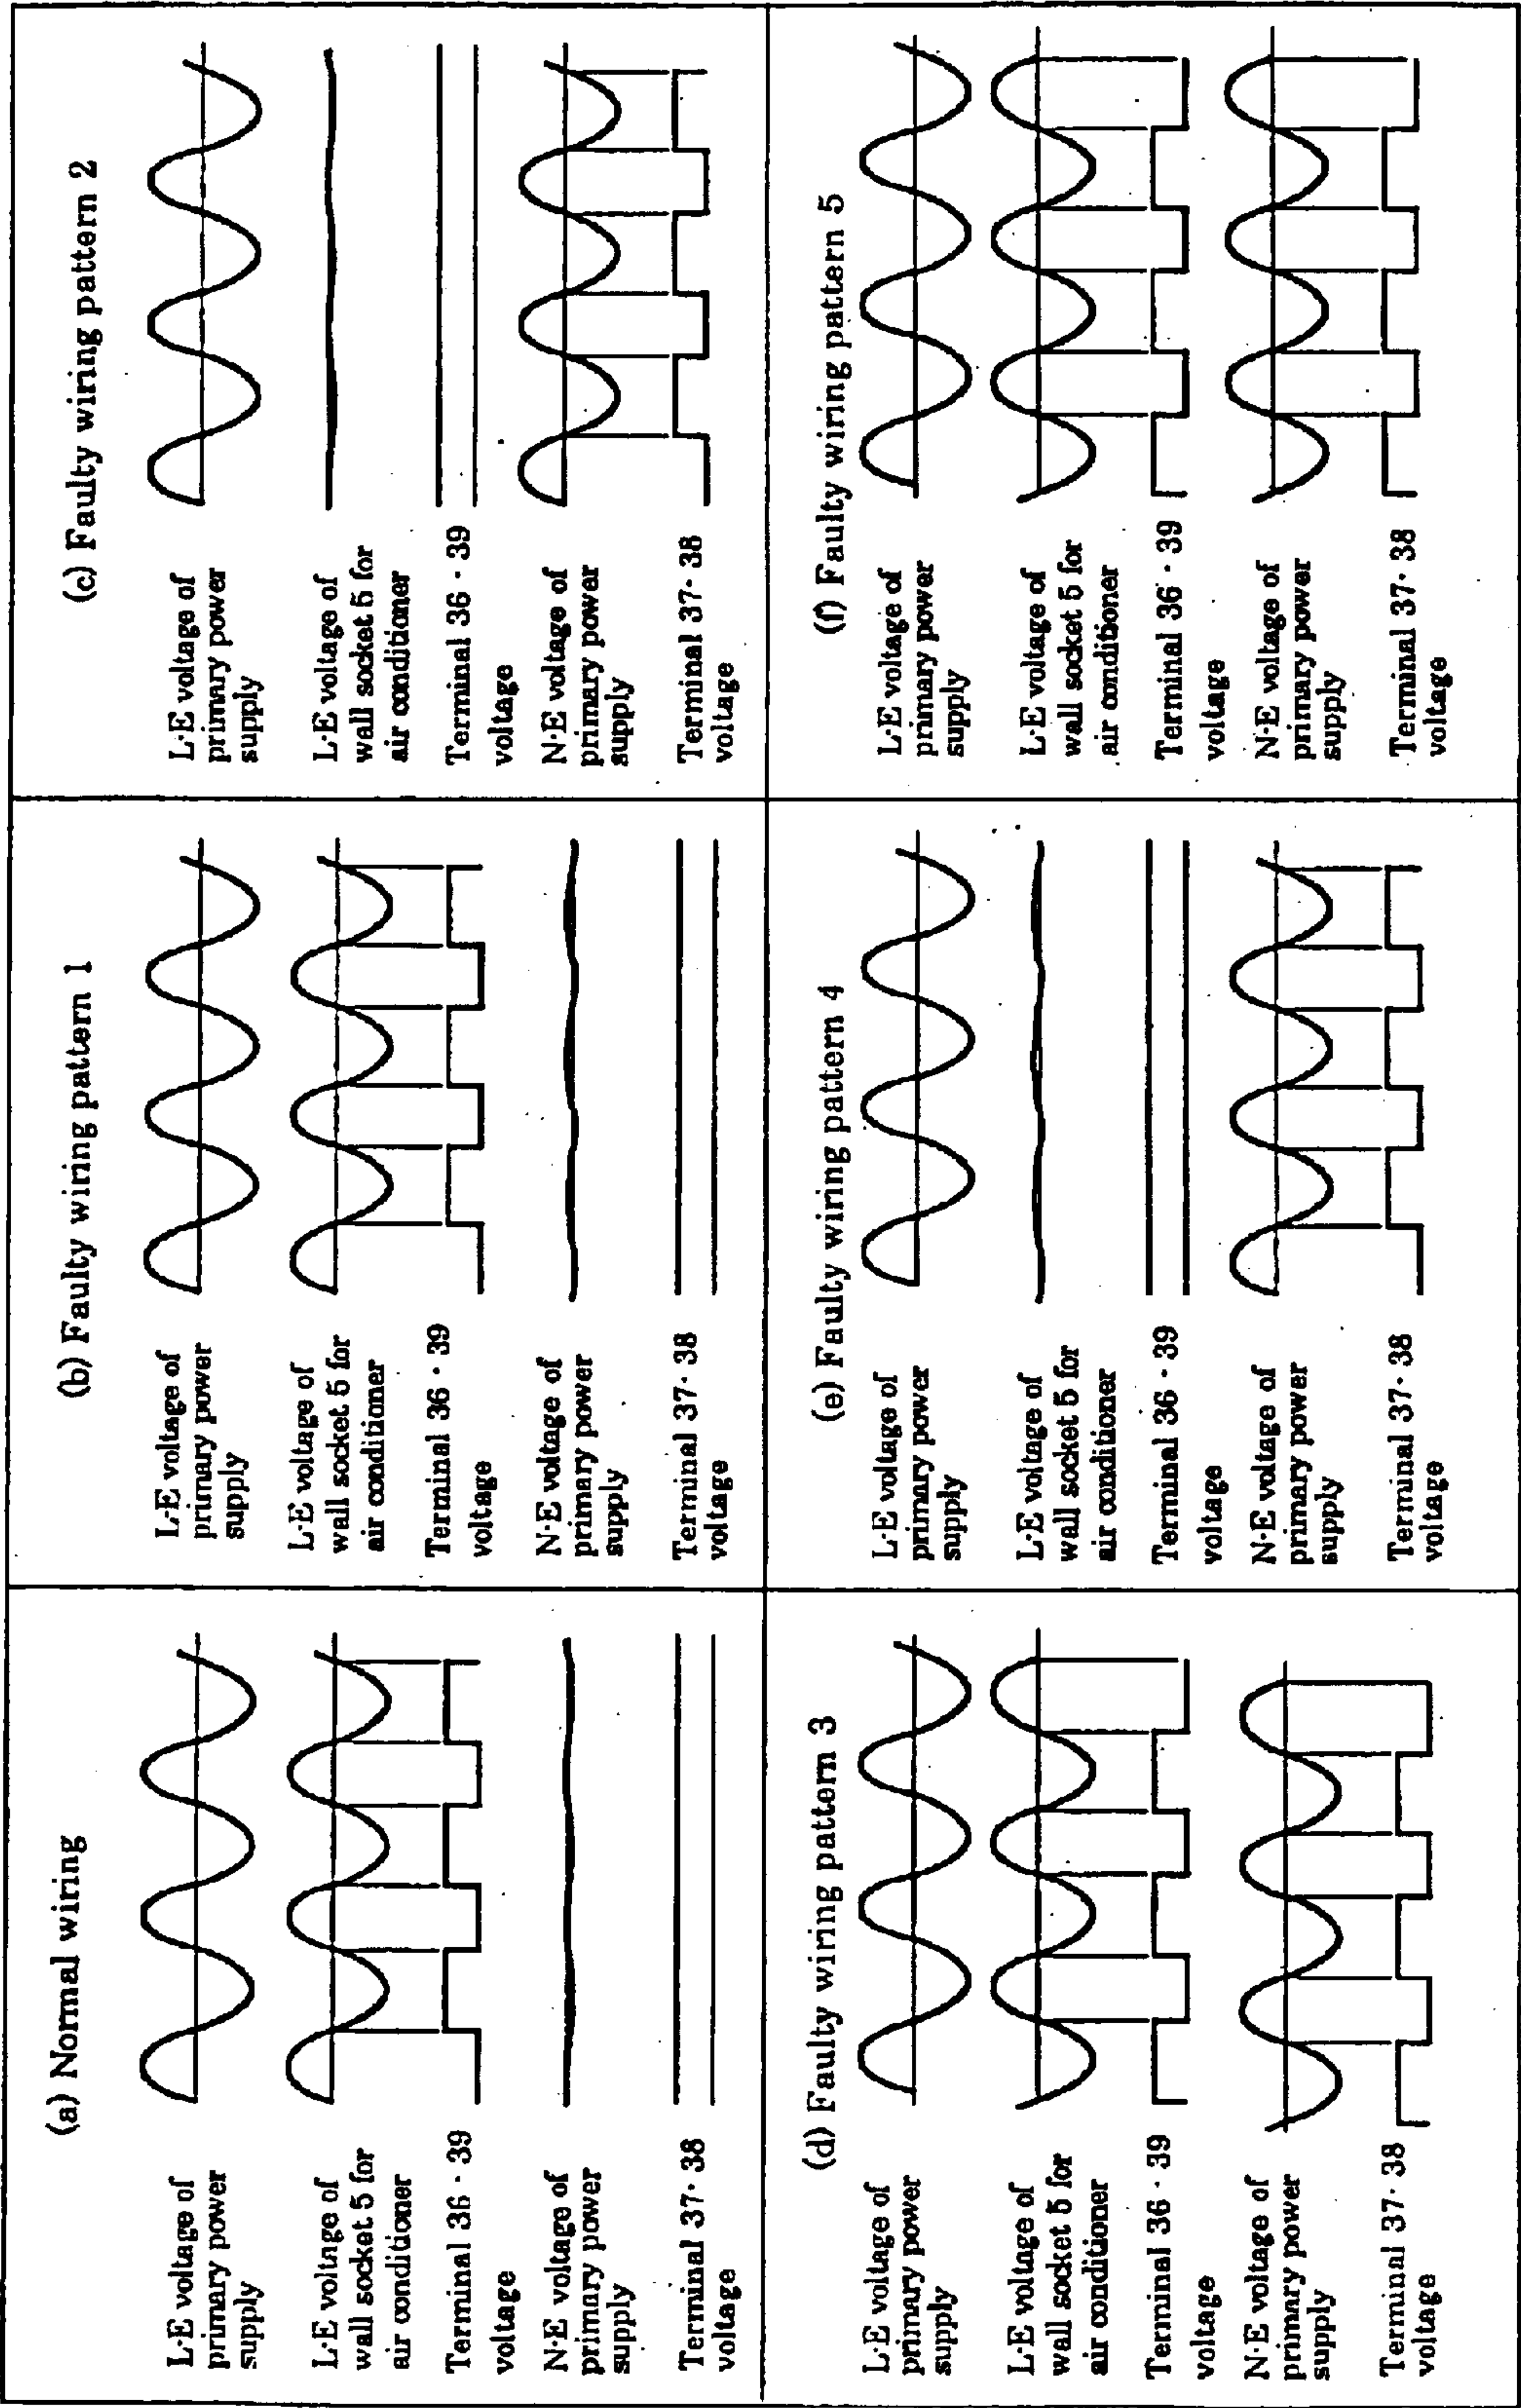 (a) Normal wiring
L·E voltage of
primary power
supply
L·E voltage of
wall socket 5 for
air conditioner
Terminal 36 · 39
voltage
N·E voltage of
primary power
supply
Terminal 37· 38
voltage
(b) Faulty wiring pattern 1
L·E voltage of
primary power
supply
L·E voltage of
wall socket 5 for
air conditioner
Terminal 36 · 39
voltage
N·E voltage of
primary power
supply
Terminal 37· 38
voltage
(c) Faulty wiring pattern 2
L·E voltage of
primary power
supply
L·E voltage of
wall socket 5 for
air conditioner
Terminal 36 · 39
voltage
N·E voltage of
primary power
supply
Terminal 37· 38
voltage
(d) Faulty wiring pattern 3
L·E voltage of
primary power
supply
L·E voltage of
wall socket 5 for
air conditioner
Terminal 36 · 39
voltage
N·E voltage of
primary power
supply
Terminal 37· 38
voltage
(e) Faulty wiring pattern 4
L·E voltage of
primary power
supply
L·E voltage of
wall socket 5 for
air conditioner
Terminal 36 · 39
voltage
N·E voltage of
primary power
supply
Terminal 37· 38
voltage
(f) Faulty wiring pattern 5
L·E voltage of
primary power
supply
L·E voltage of
wall socket 5 for
air conditioner
Terminal 36 · 39
voltage
N·E voltage of
primary power
supply
Terminal 37· 38
voltage